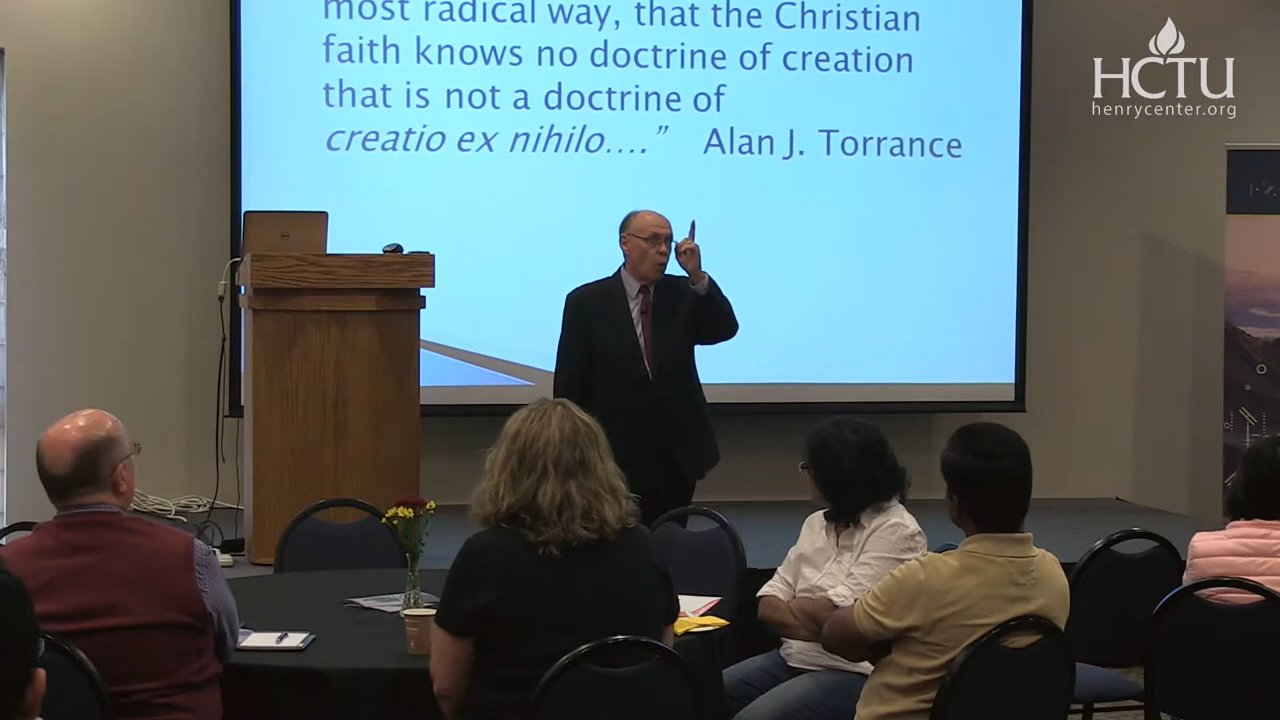 most radical way, that the Christian
faith knows no doctrine of creation
that is not a doctrine of
creatio ex nihilo....” Alan J. Torrance
HCTU
henrycenter.org